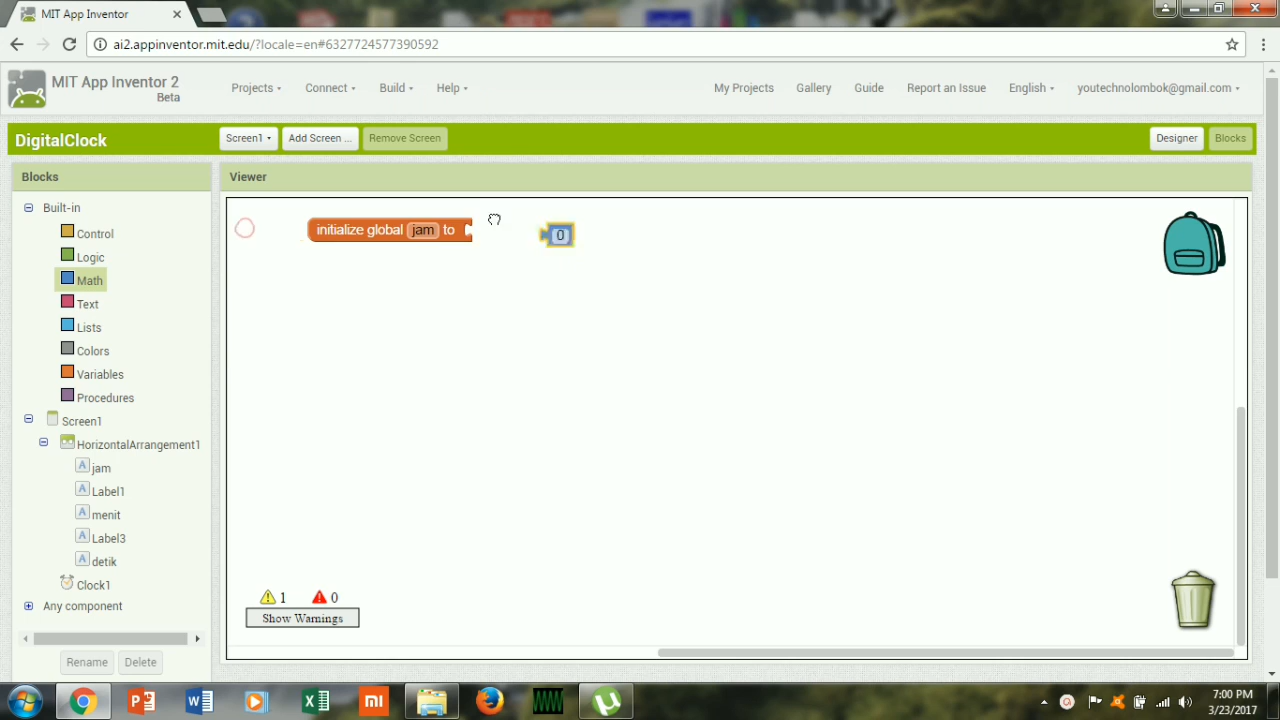 MIT App Inventor
ai2.appinventor.mit.edu/?locale=en#6327724577390592
MIT App Inventor 2
Beta
Projects
Connect
Build
Help
My Projects
Gallery
Guide
Report an Issue
English
youtechnolombok@gmail.com
DigitalClock
Screen1
Add Screen ...
Remove Screen
Designer
Blocks
Blocks
Viewer
Built-in
Control
Logic
Math
Text
Lists
Colors
Variables
Procedures
Screen1
HorizontalArrangement1
A jam
A Label1
A menit
A Label3
A detik
Clock1
Any component
Rename
Delete
initialize global jam to
0
1
0
Show Warnings
mi
7:00 PM
3/23/2017